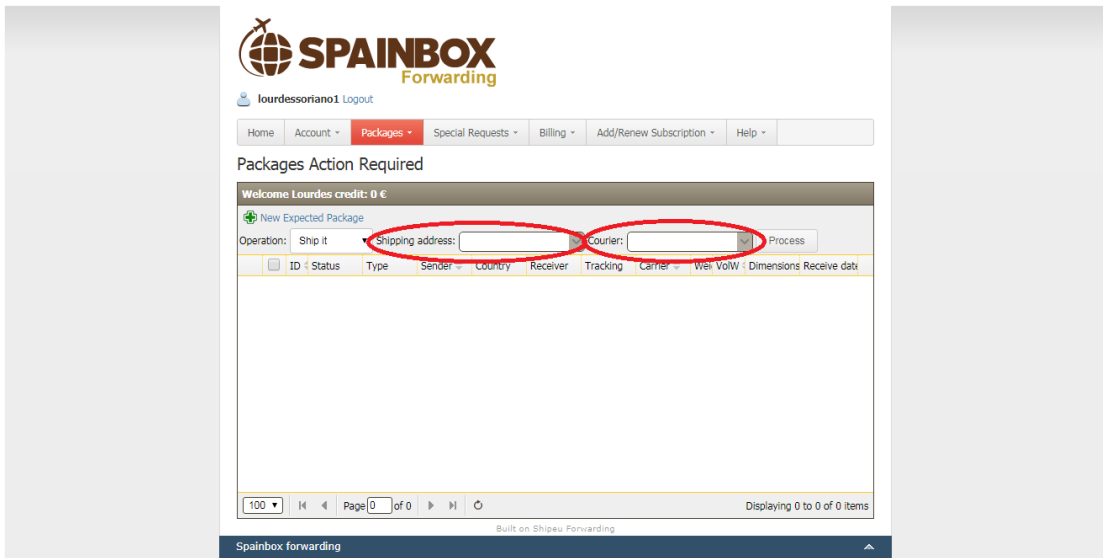 SPAINBOX
Forwarding
lourdessoriano1 Logout
Home Account Packages Special Requests Billing Add/Renew Subscription Help
Packages Action Required
Welcome Lourdes credit: 0 €
New Expected Package
Operation: Ship it Shipping address: Courier: Process
ID Status Type Sender Country Receiver Tracking Carrier Wei VolW Dimensions Receive date
100 Page 0 of 0 Displaying 0 to 0 of 0 items
Built on Shipeu Forwarding
Spainbox forwarding